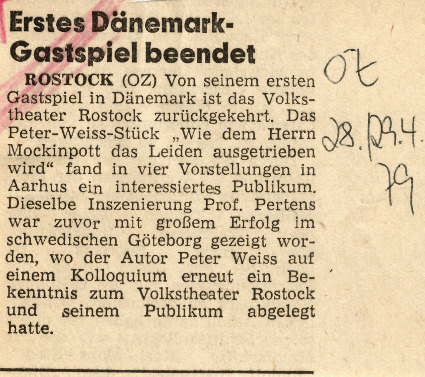 Erstes Dänemark-
Gastspiel beendet
ROSTOCK (OZ) Von seinem ersten
Gastspiel in Dänemark ist das Volks-
theater Rostock zurückgekehrt. Das
Peter-Weiss-Stück „Wie dem Herrn
Mockinpott das Leiden ausgetrieben
wird“ fand in vier Vorstellungen in
Aarhus ein interessiertes Publikum.
Dieselbe Inszenierung Prof. Pertens
war zuvor mit großem Erfolg im
schwedischen Göteborg gezeigt wor-
den, wo der Autor Peter Weiss auf
einem Kolloquium erneut ein Be-
kenntnis zum Volkstheater Rostock
und seinem Publikum abgelegt
hatte.
OZ
28./29.4.
79